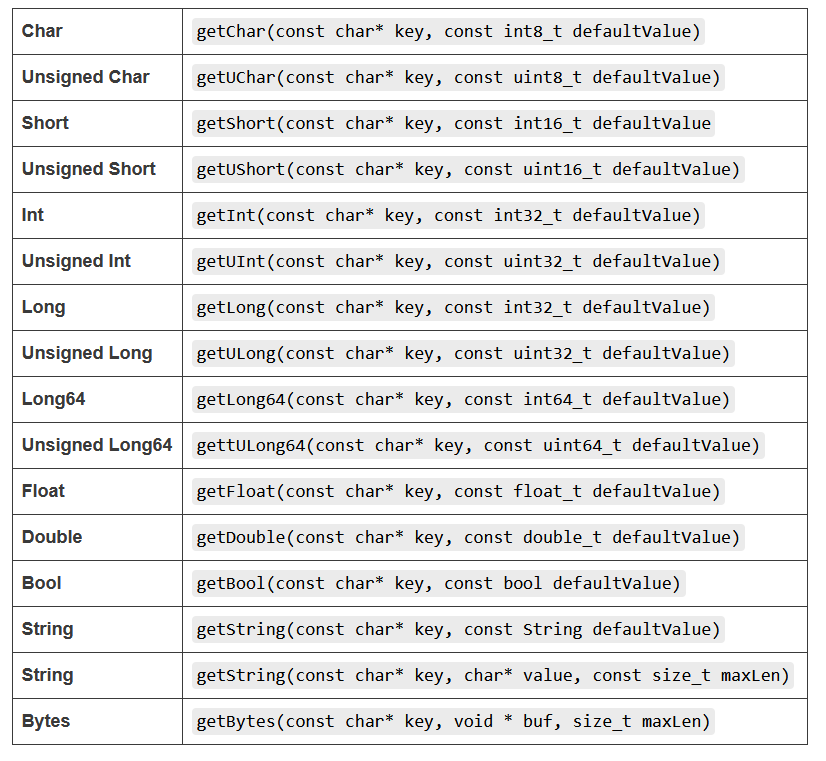 Char getChar(const char* key, const int8_t defaultValue)
Unsigned Char getUChar(const char* key, const uint8_t defaultValue)
Short getShort(const char* key, const int16_t defaultValue
Unsigned Short getUShort(const char* key, const uint16_t defaultValue)
Int getInt(const char* key, const int32_t defaultValue)
Unsigned Int getUInt(const char* key, const uint32_t defaultValue)
Long getLong(const char* key, const int32_t defaultValue)
Unsigned Long getULong(const char* key, const uint32_t defaultValue)
Long64 getLong64(const char* key, const int64_t defaultValue)
Unsigned Long64 gettULong64(const char* key, const uint64_t defaultValue)
Float getFloat(const char* key, const float_t defaultValue)
Double getDouble(const char* key, const double_t defaultValue)
Bool getBool(const char* key, const bool defaultValue)
String getString(const char* key, const String defaultValue)
String getString(const char* key, char* value, const size_t maxLen)
Bytes getBytes(const char* key, void * buf, size_t maxLen)